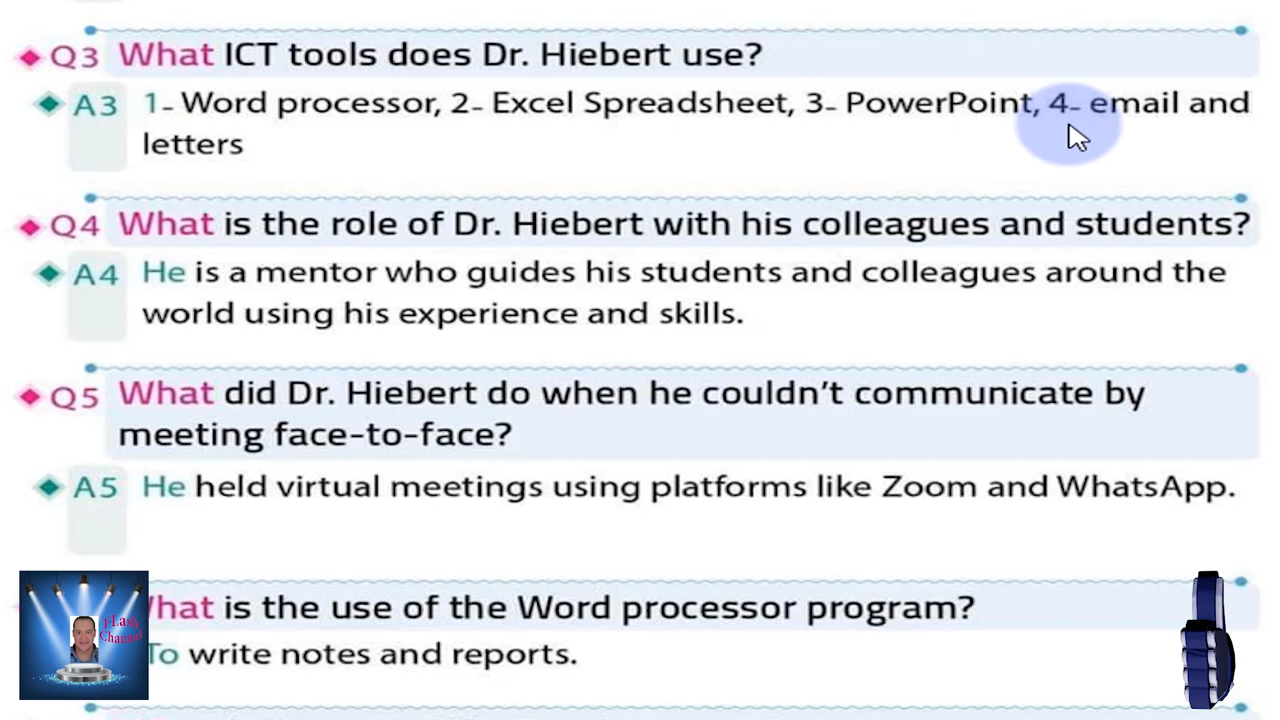 Q3 What ICT tools does Dr. Hiebert use?
A3 1- Word processor, 2- Excel Spreadsheet, 3- PowerPoint, 4- email and
letters
Q4 What is the role of Dr. Hiebert with his colleagues and students?
A4 He is a mentor who guides his students and colleagues around the
world using his experience and skills.
Q5 What did Dr. Hiebert do when he couldn't communicate by
meeting face-to-face?
A5 He held virtual meetings using platforms like Zoom and WhatsApp.
What is the use of the Word processor program?
To write notes and reports.
FLash
Channel